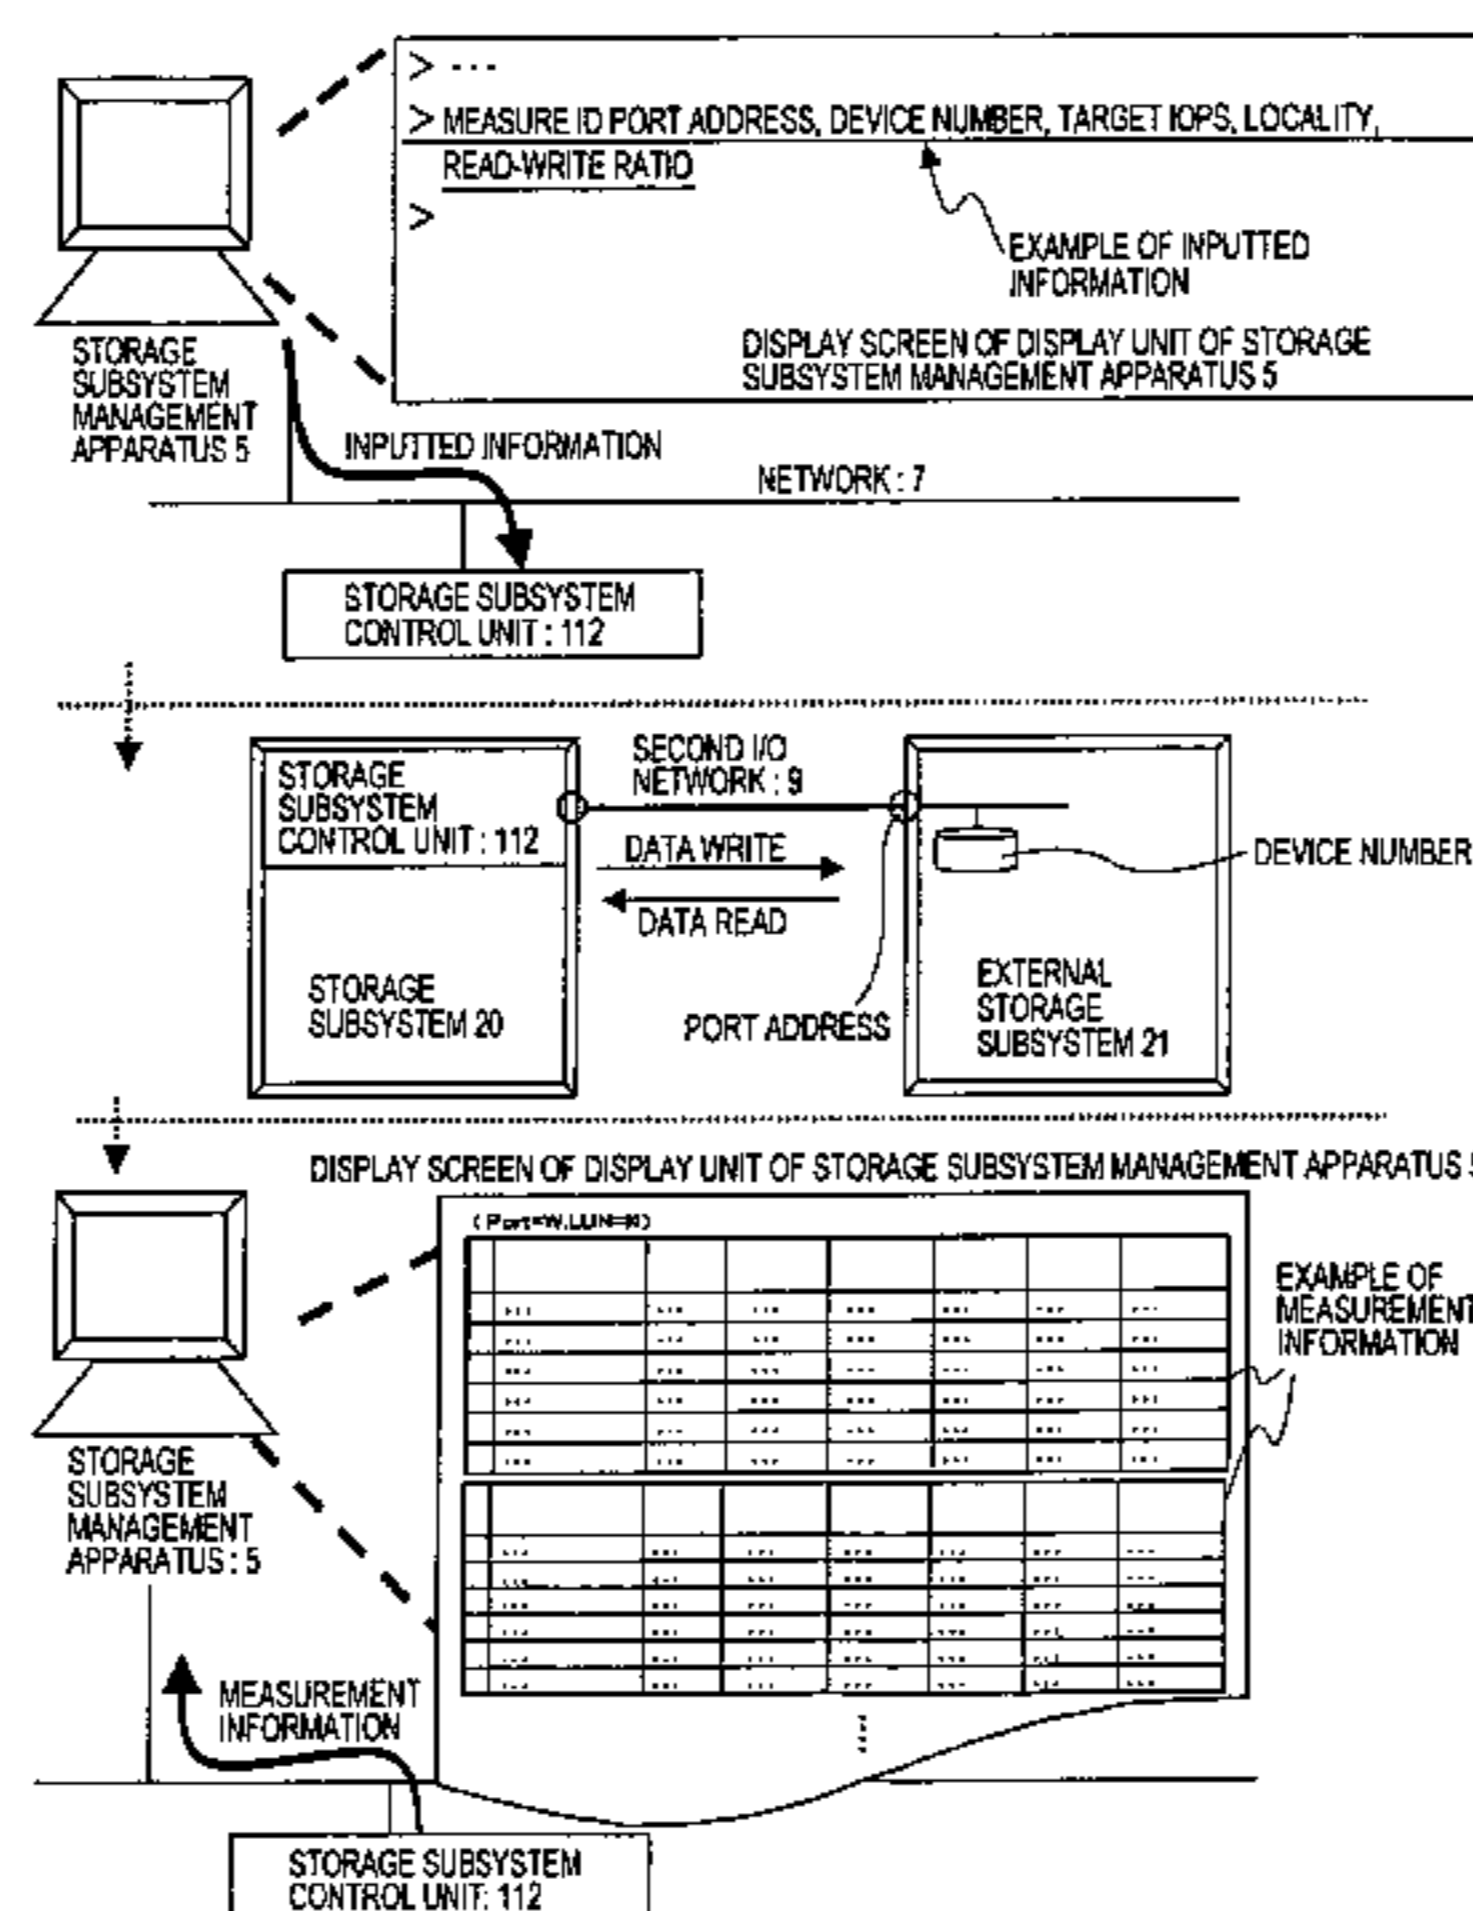 > ---
> MEASURE ID PORT ADDRESS, DEVICE NUMBER, TARGET IOPS, LOCALITY,
READ-WRITE RATIO
>
EXAMPLE OF INPUTTED
INFORMATION
DISPLAY SCREEN OF DISPLAY UNIT OF STORAGE
SUBSYSTEM MANAGEMENT APPARATUS 5
STORAGE
SUBSYSTEM
MANAGEMENT
APPARATUS 5
INPUTTED INFORMATION
NETWORK : 7
STORAGE SUBSYSTEM
CONTROL UNIT : 112
STORAGE
SUBSYSTEM
CONTROL UNIT : 112
SECOND I/O
NETWORK : 9
DATA WRITE
DATA READ
DEVICE NUMBER
STORAGE
SUBSYSTEM 20
PORT ADDRESS
EXTERNAL
STORAGE
SUBSYSTEM 21
DISPLAY SCREEN OF DISPLAY UNIT OF STORAGE SUBSYSTEM MANAGEMENT APPARATUS 5
EXAMPLE OF
MEASUREMENT
INFORMATION
STORAGE
SUBSYSTEM
MANAGEMENT
APPARATUS : 5
MEASUREMENT
INFORMATION
STORAGE SUBSYSTEM
CONTROL UNIT: 112